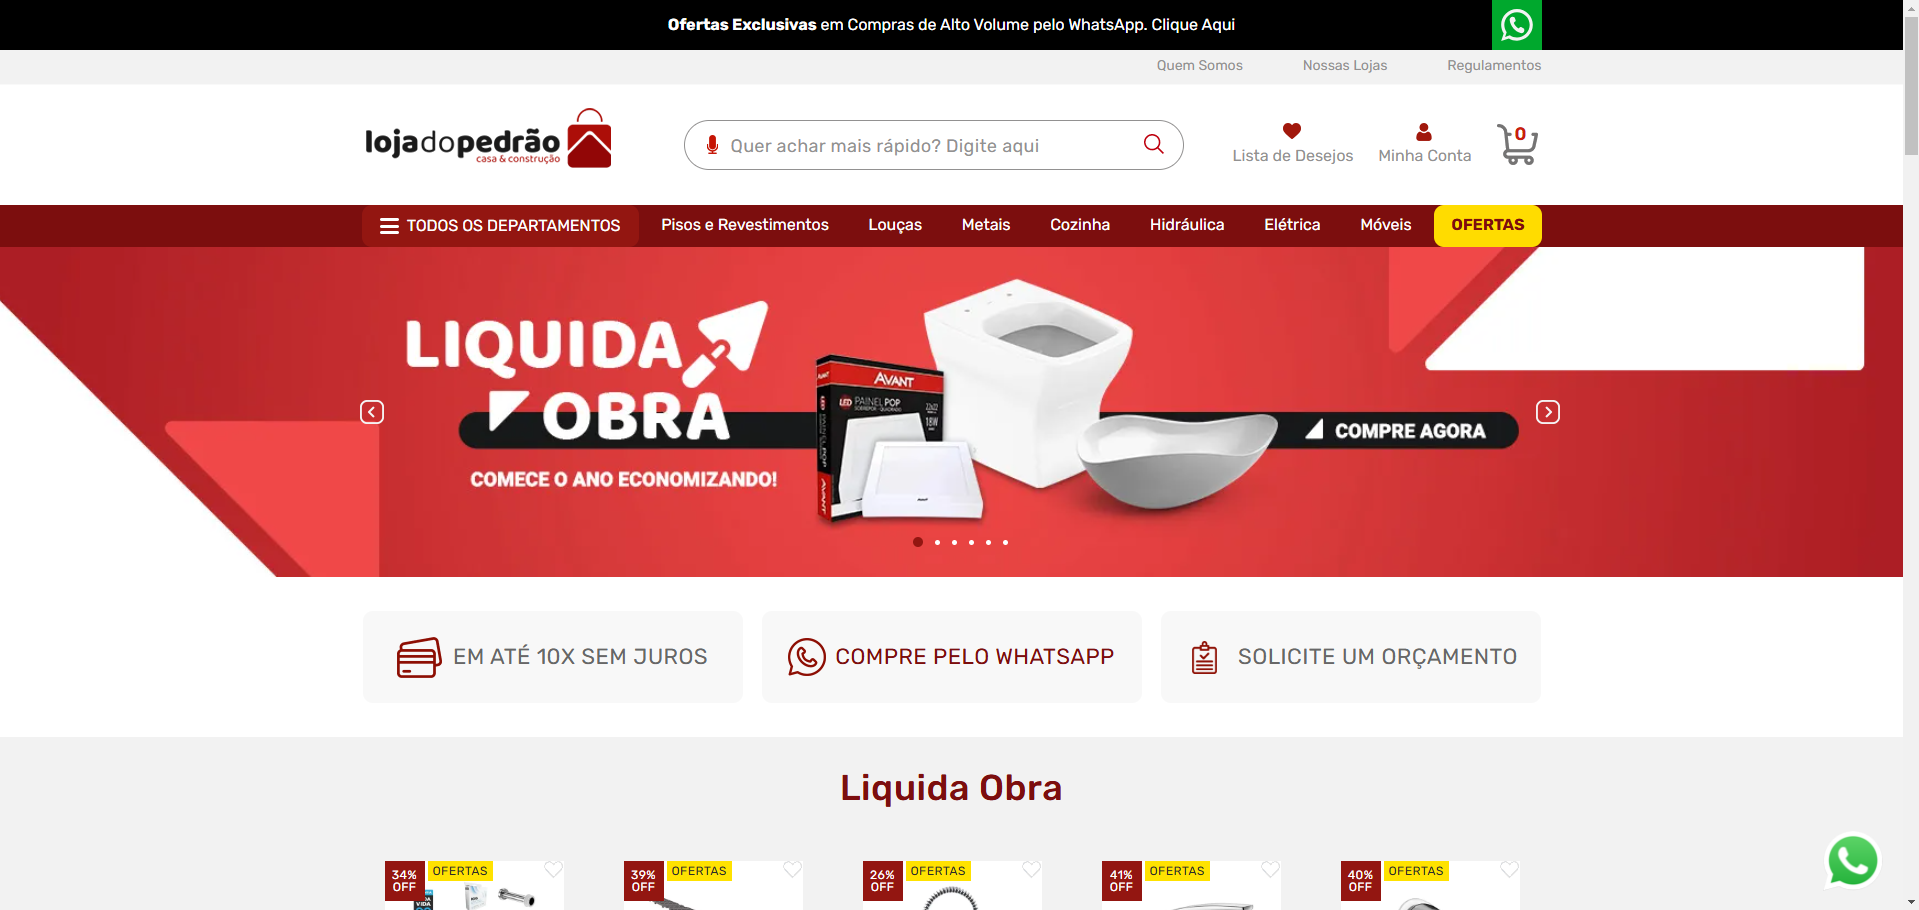 Ofertas Exclusivas em Compras de Alto Volume pelo WhatsApp. Clique Aqui
Quem Somos
Nossas Lojas
Regulamentos
lojadopedrão
casa & construção
Quer achar mais rápido? Digite aqui
Lista de Desejos
Minha Conta
0
TODOS OS DEPARTAMENTOS
Pisos e Revestimentos
Louças
Metais
Cozinha
Hidráulica
Elétrica
Móveis
OFERTAS
LIQUIDA
OBRA
COMECE O ANO ECONOMIZANDO!
AVANT
LED PAINEL POP
18W
AVANT
COMPRE AGORA
EM ATÉ 10X SEM JUROS
COMPRE PELO WHATSAPP
SOLICITE UM ORÇAMENTO
Liquida Obra
34%
OFF
OFERTAS
39%
OFF
OFERTAS
26%
OFF
OFERTAS
41%
OFF
OFERTAS
40%
OFF
OFERTAS